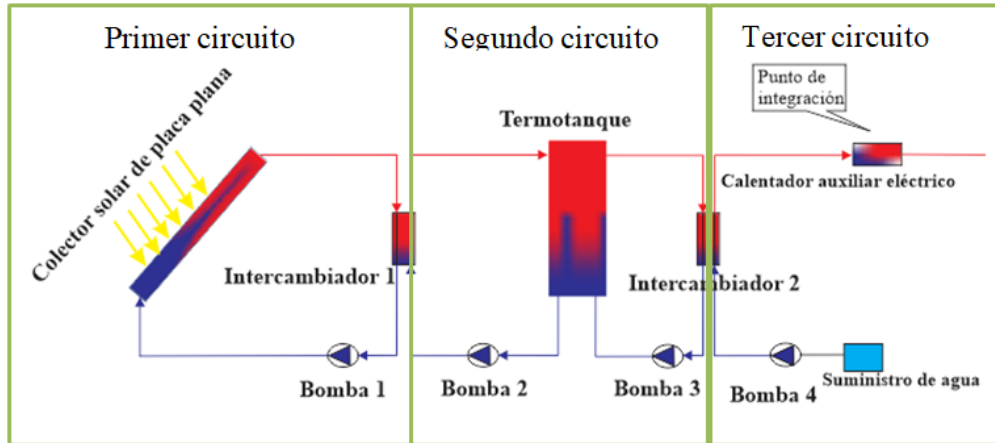 Primer circuito
Segundo circuito
Tercer circuito
Colector solar de placa plana
Punto de
integración
Termotanque
Calentador auxiliar eléctrico
Intercambiador 1
Intercambiador 2
Bomba 1
Bomba 2
Bomba 3
Bomba 4
Suministro de agua